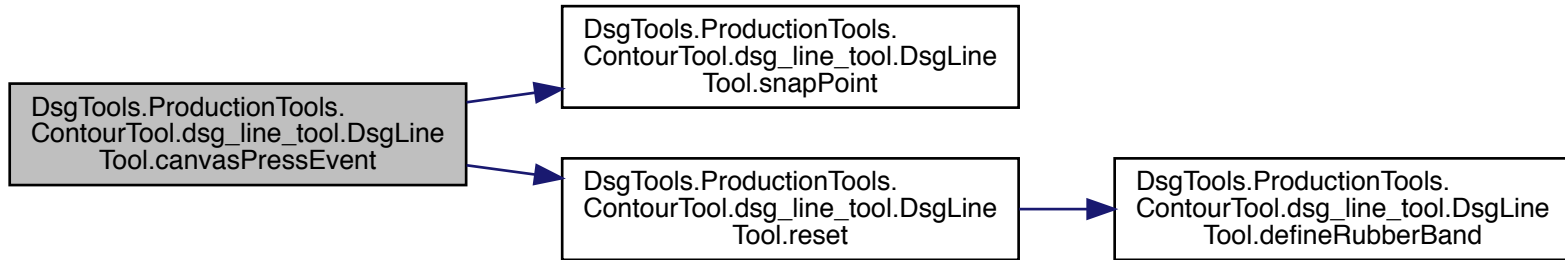 DsgTools.ProductionTools.
ContourTool.dsg_line_tool.DsgLine
Tool.canvasPressEvent
DsgTools.ProductionTools.
ContourTool.dsg_line_tool.DsgLine
Tool.snapPoint
DsgTools.ProductionTools.
ContourTool.dsg_line_tool.DsgLine
Tool.reset
DsgTools.ProductionTools.
ContourTool.dsg_line_tool.DsgLine
Tool.defineRubberBand